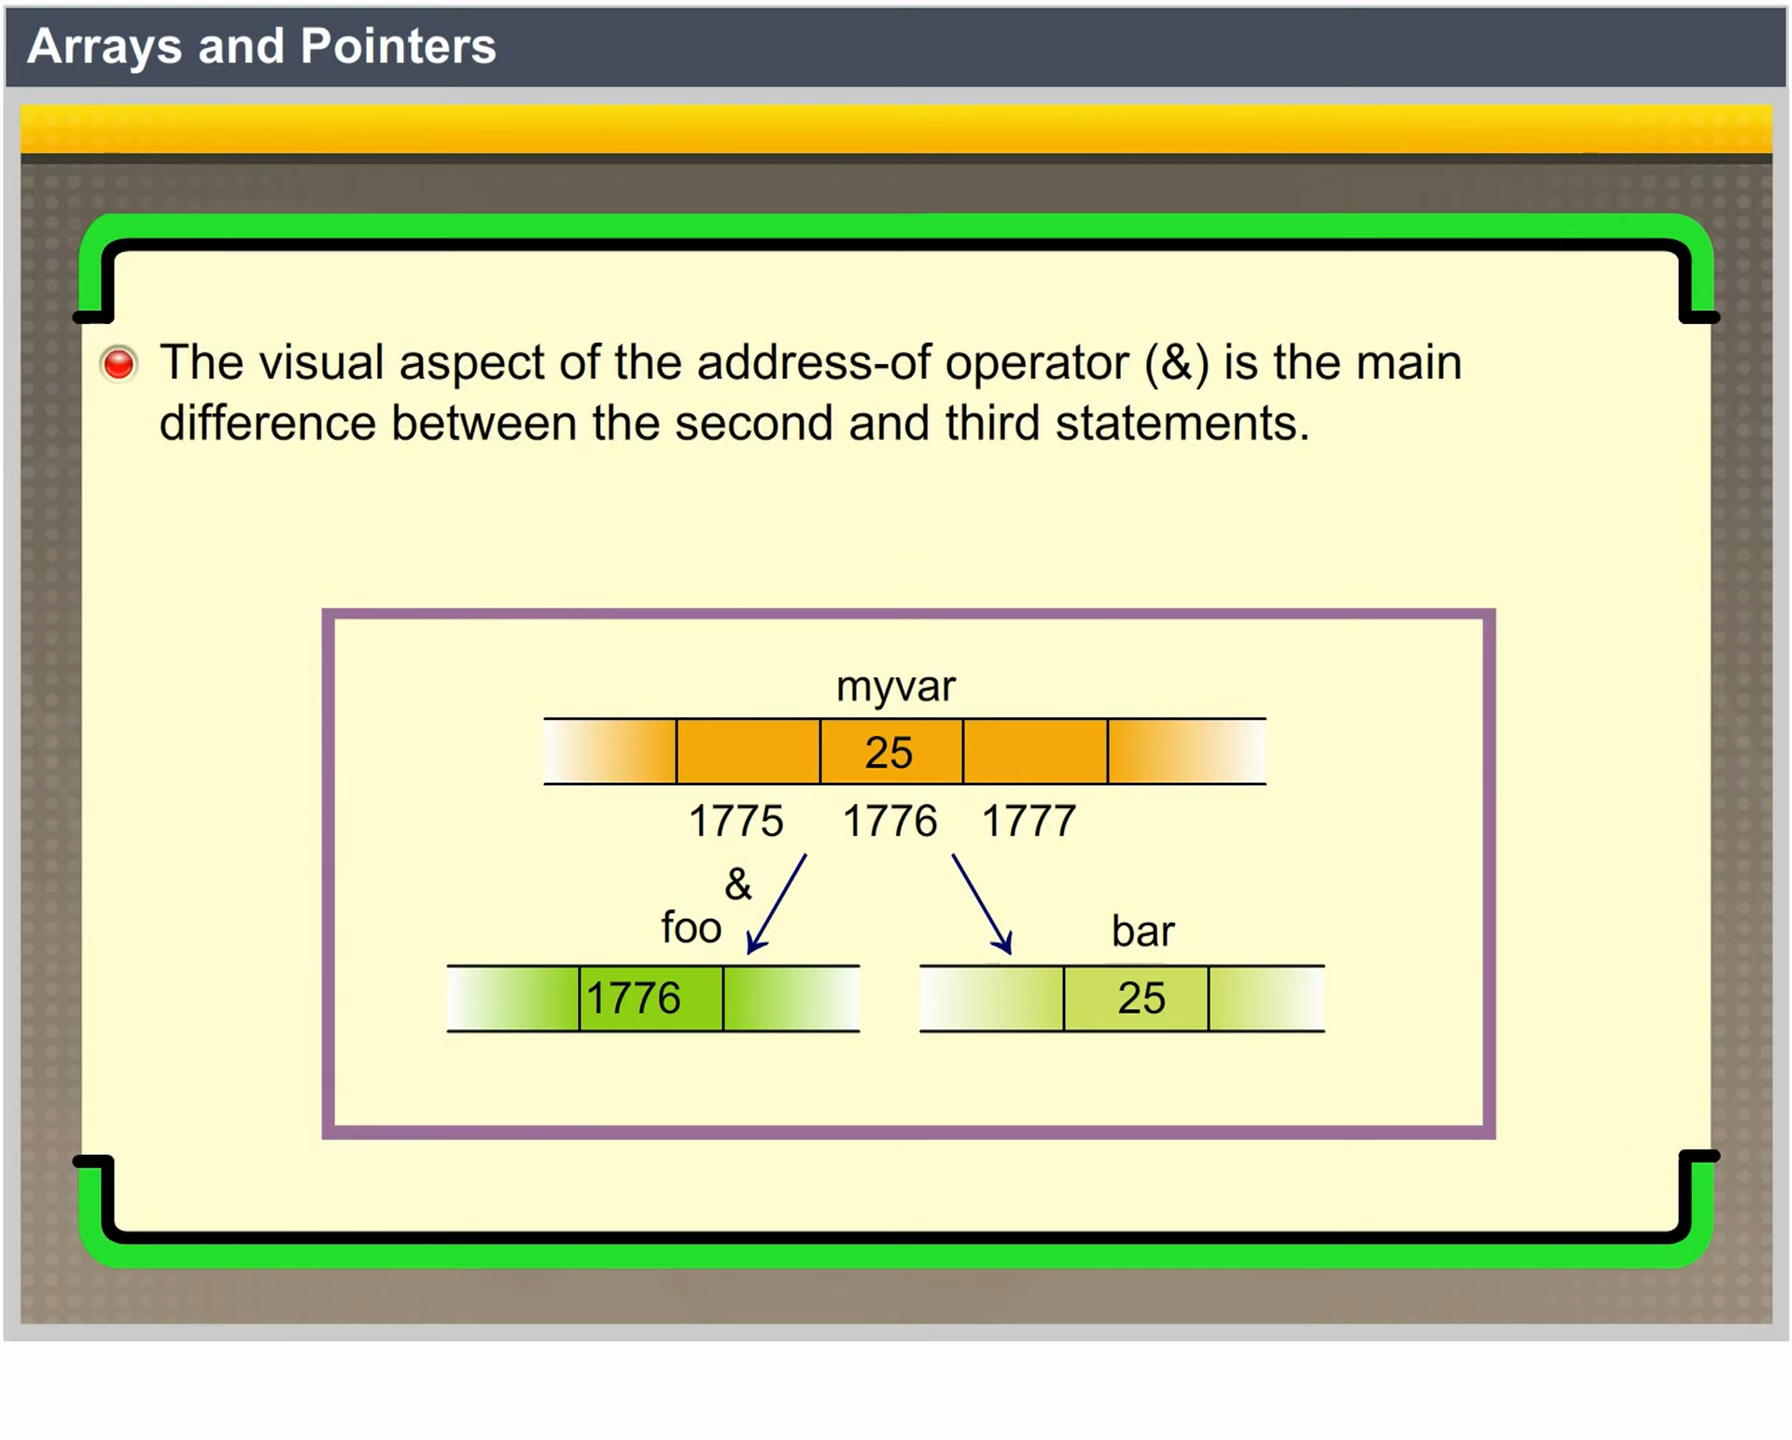 Arrays and Pointers
The visual aspect of the address-of operator (&) is the main
difference between the second and third statements.
myvar
25
1775 1776 1777
&
foo
bar
1776
25